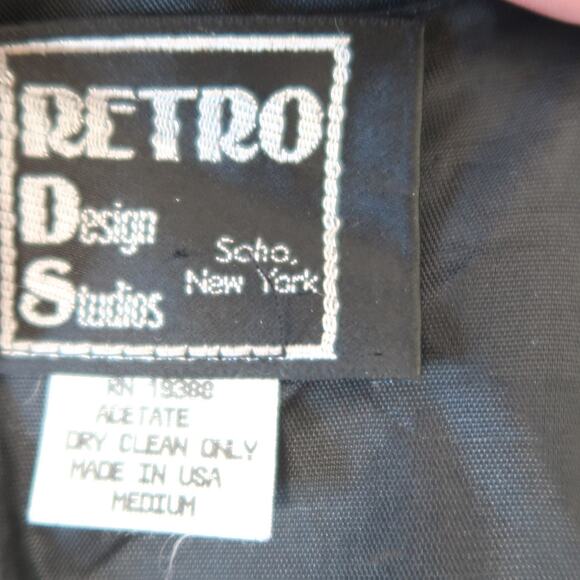 RETRO
Design
Studios
Soho,
New York
RN 19388
ACETATE
DRY CLEAN ONLY
MADE IN USA
MEDIUM